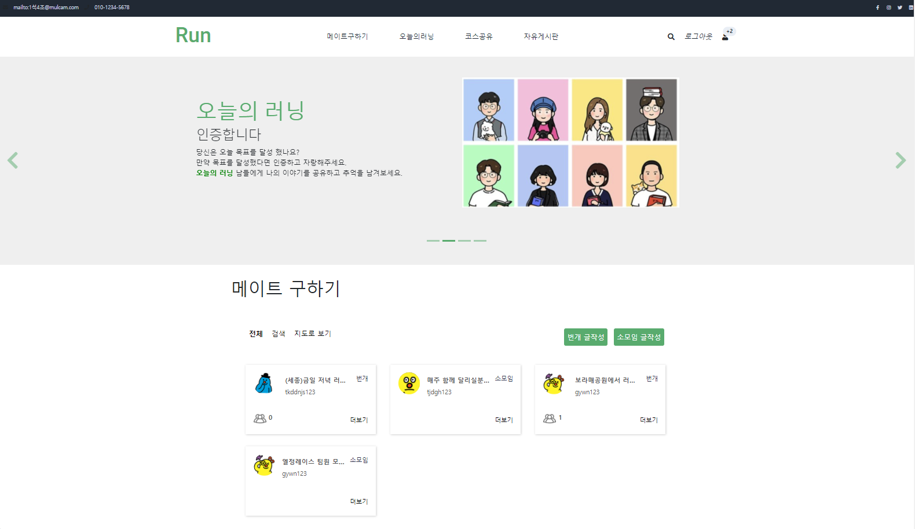 mailto:1석4조@mulcam.com 010-1234-5678
Run
메이트구하기 오늘의러닝 코스공유 자유게시판 로그아웃 +2
오늘의 러닝
인증합니다
당신은 오늘 목표를 달성 했나요?
만약 목표를 달성했다면 인증하고 자랑해주세요.
오늘의 러닝 남들에게 나의 이야기를 공유하고 추억을 남겨보세요.
메이트 구하기
전체 검색 지도로 보기 번개 글작성 소모임 글작성
(세종)금일 저녁 러... 번개
tkddnjs123
0 더보기
매주 함께 달리실분... 소모임
tjdgh123
더보기
보라매공원에서 러... 번개
gywn123
1 더보기
열정레이스 팀원 모... 소모임
gywn123
더보기